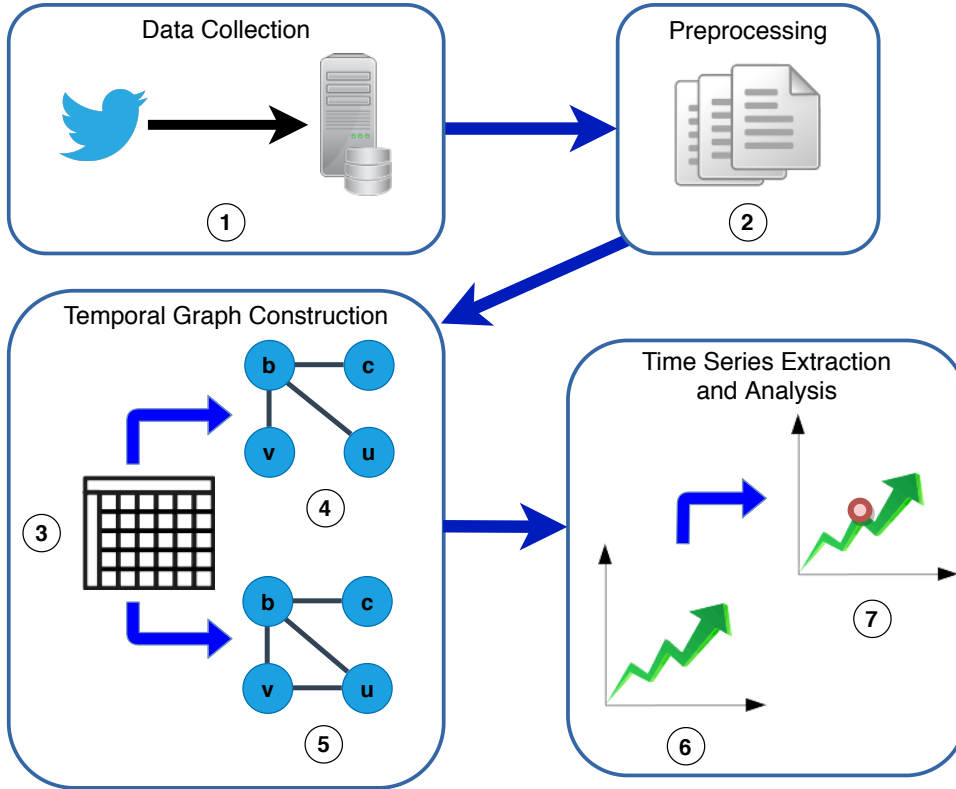 Data Collection
1
Preprocessing
2
Temporal Graph Construction
b
c
v
u
4
3
b
c
v
u
5
Time Series Extraction
and Analysis
7
6